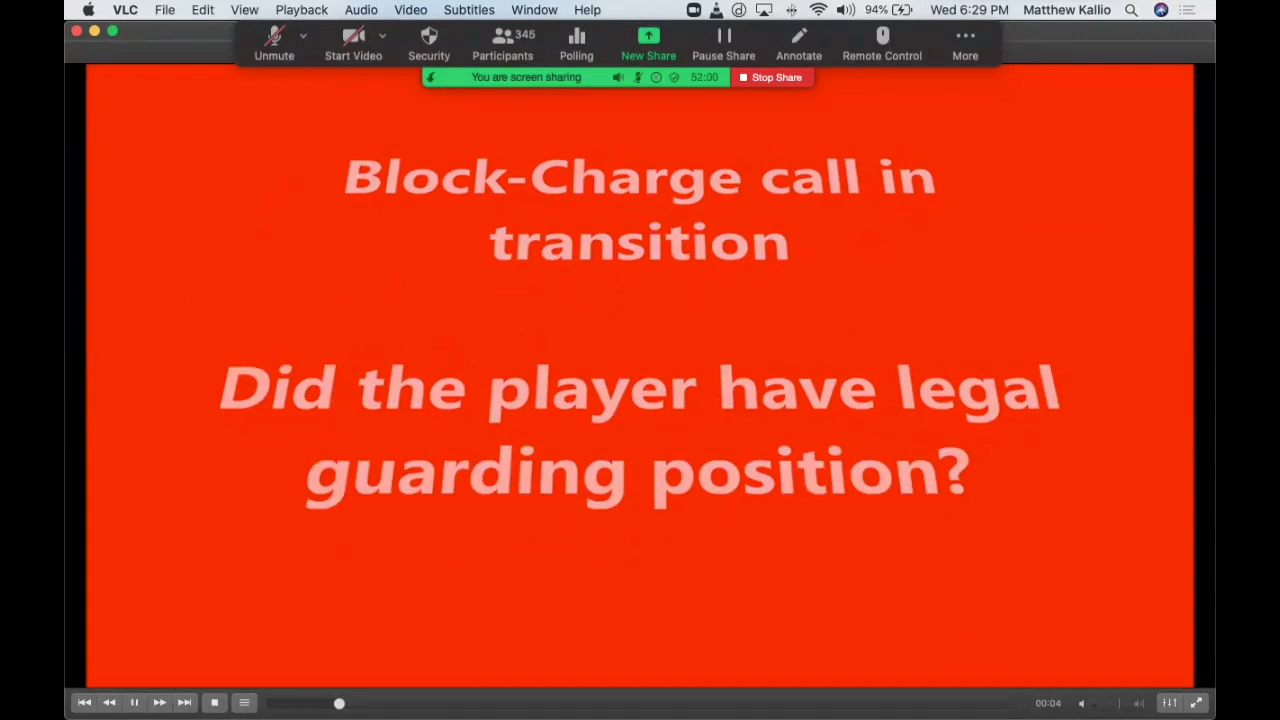 VLC File Edit View Playback Audio Video Subtitles Window Help 94% Wed 6:29 PM Matthew Kallio
345
Unmute Start Video Security Participants Polling New Share Pause Share Annotate Remote Control More
You are screen sharing 52:00 Stop Share
Block-Charge call in
transition
Did the player have legal
guarding position?
00:04